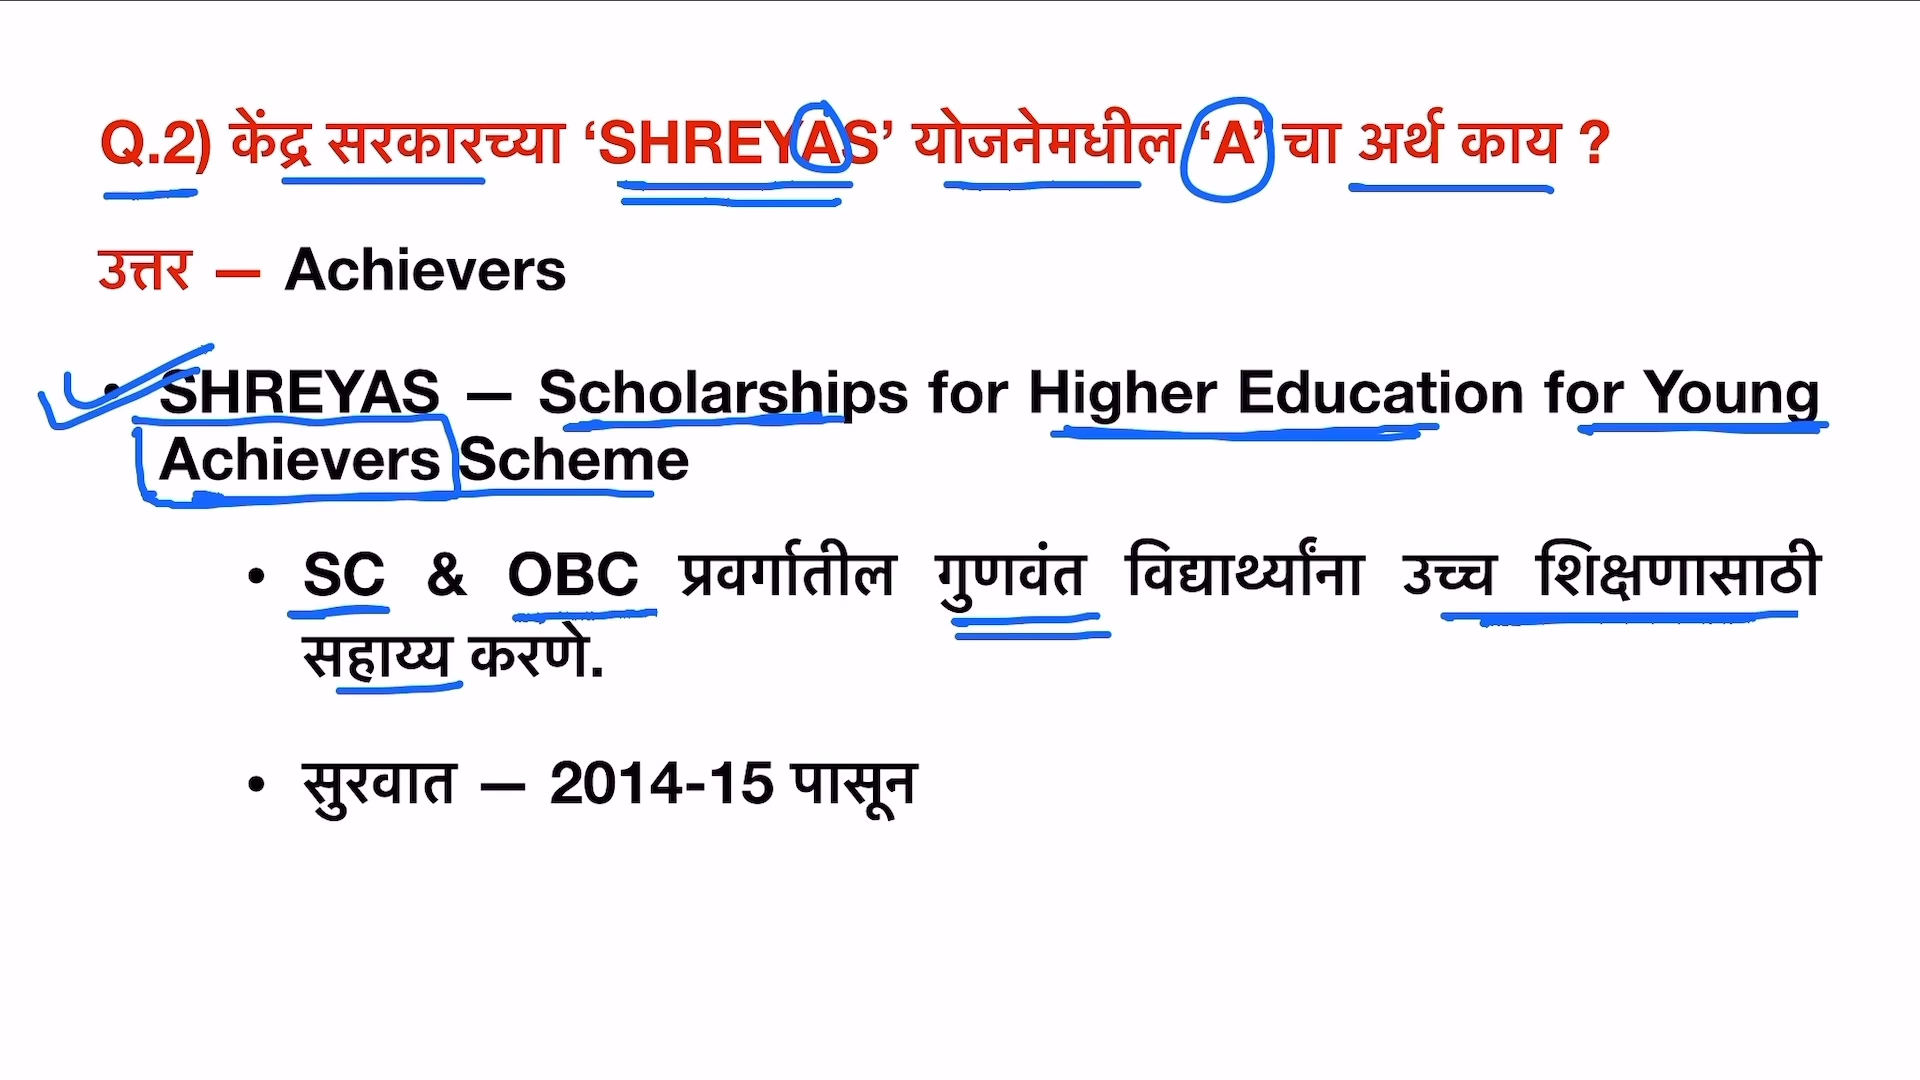 Q.2) केंद्र सरकारच्या ‘SHREYAS’ योजनेमधील ‘A’ चा अर्थ काय ?
उत्तर — Achievers
• SHREYAS — Scholarships for Higher Education for Young
Achievers Scheme
• SC & OBC प्रवर्गातील गुणवंत विद्यार्थ्यांना उच्च शिक्षणासाठी
सहाय्य करणे.
• सुरवात — 2014-15 पासून